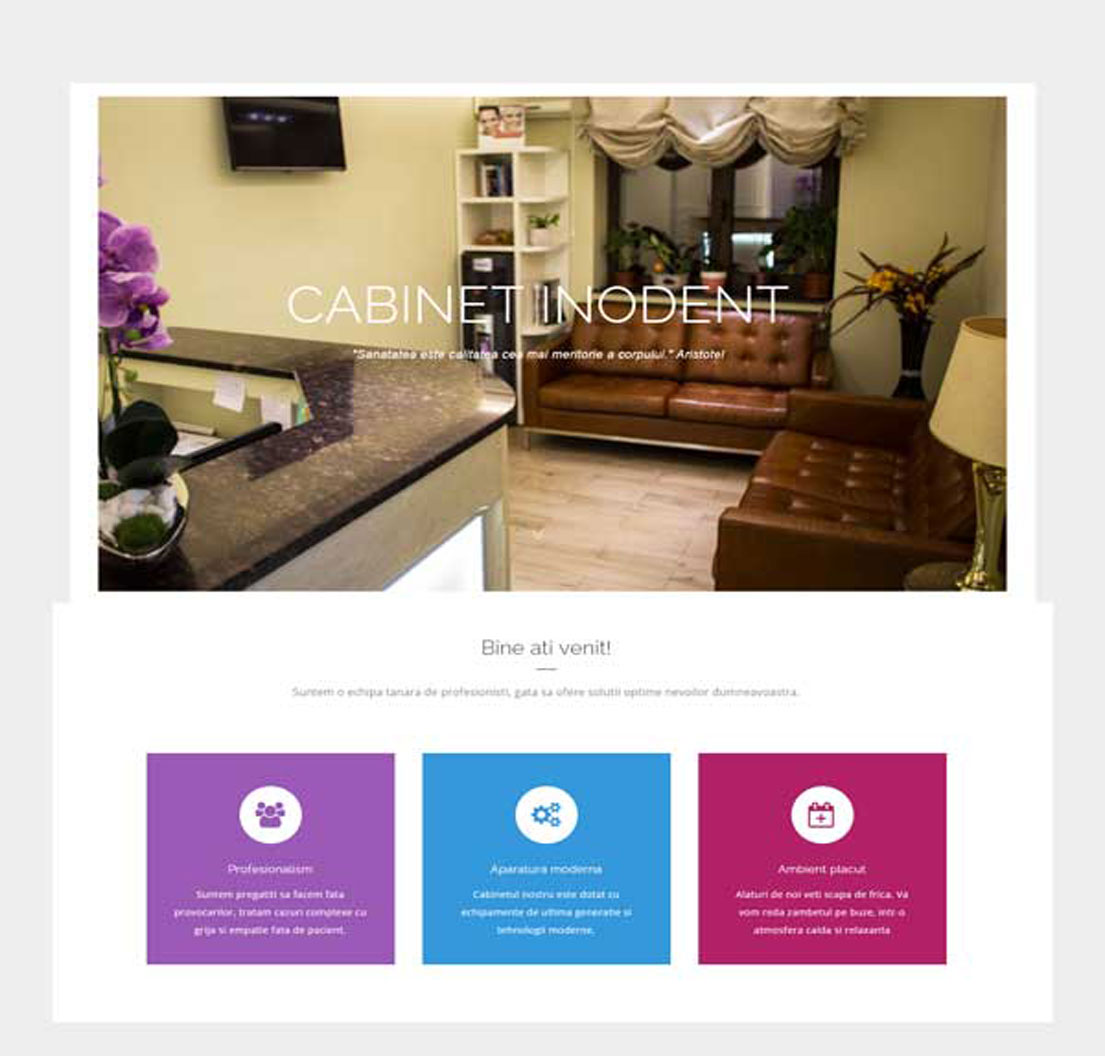 CABINET INODENT
"Sanatatea este calitatea cea mai meritorie a corpului." Aristotel
Bine ati venit!
Suntem o echipa tanara de profesionisti, gata sa ofere solutii optime nevoilor dumneavoastra.
Profesionalism
Suntem pregatiti sa facem fata
provocarilor, tratam cazuri complexe cu
grija si empatie fata de pacient.
Aparatura moderna
Cabinetul nostru este dotat cu
echipamente de ultima generatie si
tehnologii moderne.
Ambient placut
Alaturi de noi veti scapa de frica. Va
vom reda zambetul pe buze, intr-o
atmosfera calda si relaxanta